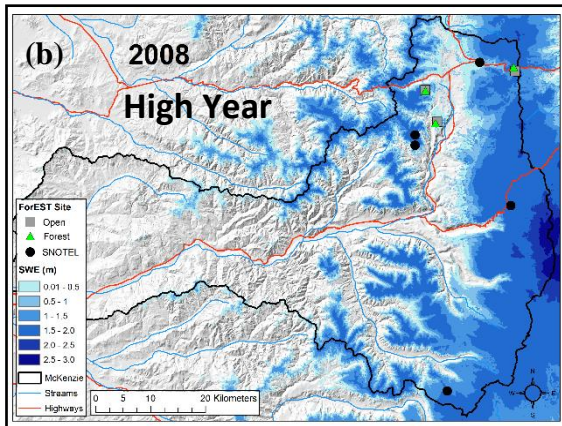 (b)
2008
High Year
ForEST Site
Open
Forest
SNOTEL
SWE (m)
0.01 - 0.5
0.5 - 1
1 - 1.5
1.5 - 2.0
2.0 - 2.5
2.5 - 3.0
McKenzie
Streams
Highways
0 5 10 20 Kilometers
N
W E
S